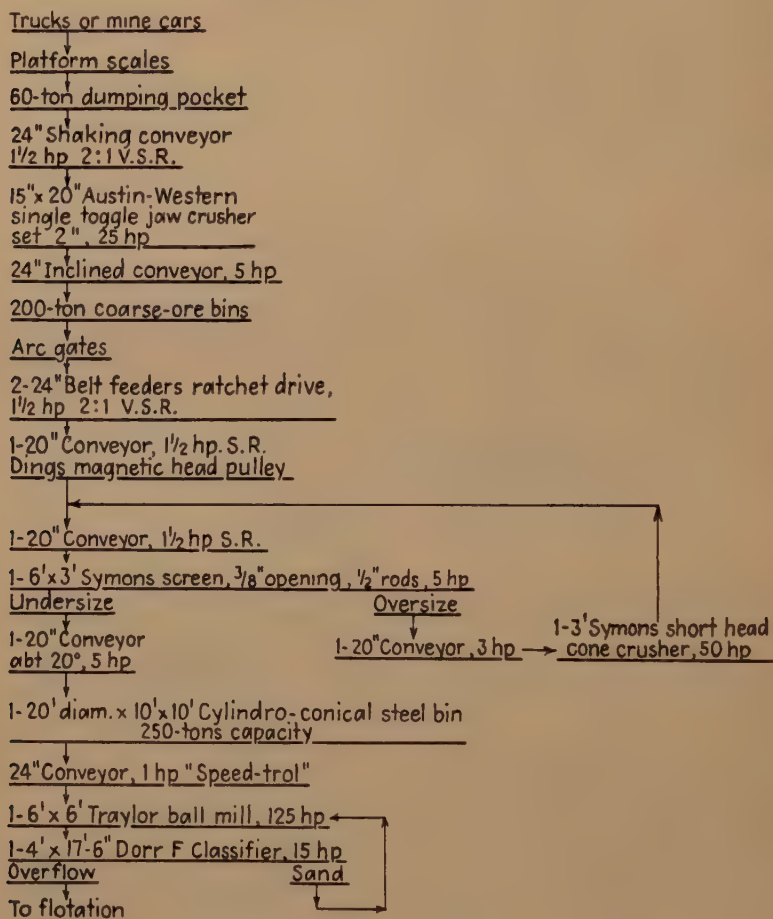 Trucks or mine cars
Platform scales
60-ton dumping pocket
24" Shaking conveyor
1½ hp 2:1 V.S.R.
15" x 20" Austin-Western
single toggle jaw crusher
set 2", 25 hp
24" Inclined conveyor, 5 hp
200-ton coarse-ore bins
Arc gates
2-24" Belt feeders ratchet drive,
1½ hp 2:1 V.S.R.
1-20" Conveyor, 1½ hp. S.R.
Dings magnetic head pulley
1-20" Conveyor, 1½ hp S.R.
1-6'x3' Symons screen, 3/8" opening, ½" rods, 5 hp
Undersize Oversize
1-20" Conveyor
abt 20°, 5 hp
1-20" Conveyor, 3 hp
1-3' Symons short head
cone crusher, 50 hp
1-20' diam. x 10' x 10' Cylindro-conical steel bin
250-tons capacity
24" Conveyor, 1 hp "Speed-trol"
1-6' x 6' Traylor ball mill, 125 hp
1-4' x 17'-6" Dorr F Classifier, 15 hp
Overflow Sand
To flotation